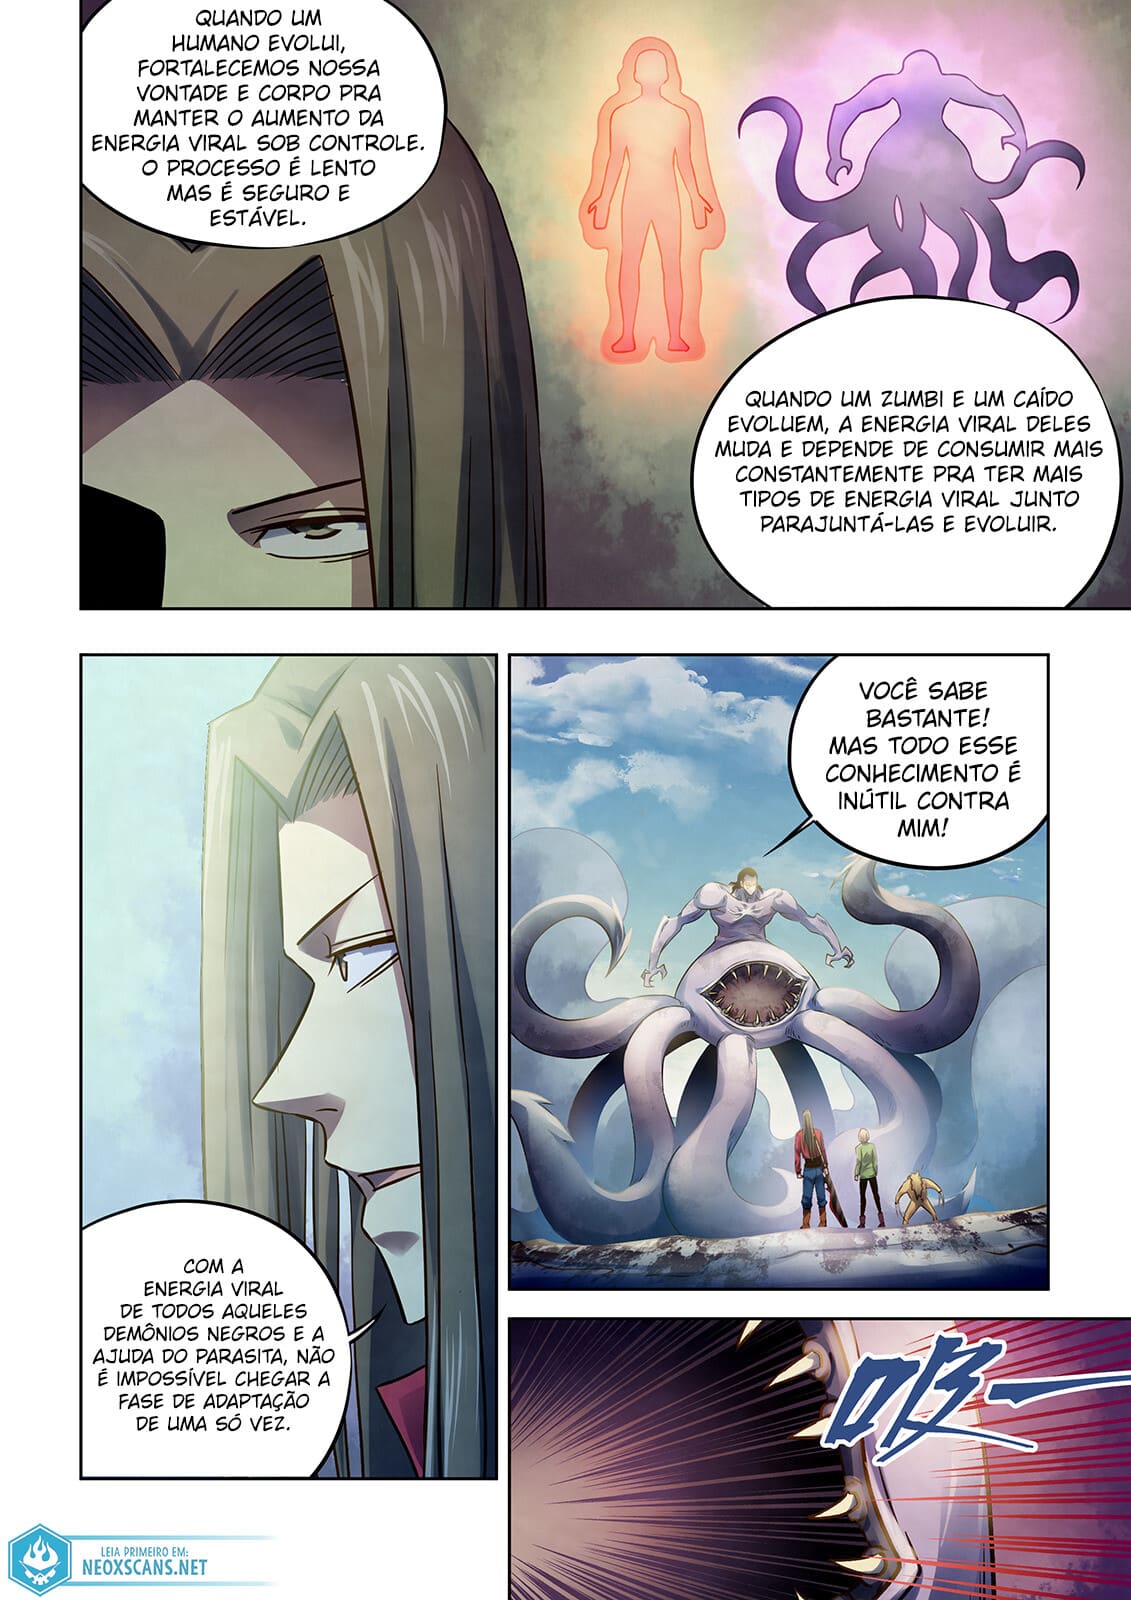 QUANDO UM
HUMANO EVOLUI,
FORTALECEMOS NOSSA
VONTADE E CORPO PRA
MANTER O AUMENTO DA
ENERGIA VIRAL SOB CONTROLE.
O PROCESSO É LENTO
MAS É SEGURO E
ESTÁVEL.
QUANDO UM ZUMBI E UM CAÍDO
EVOLUEM, A ENERGIA VIRAL DELES
MUDA E DEPENDE DE CONSUMIR MAIS
CONSTANTEMENTE PRA TER MAIS
TIPOS DE ENERGIA VIRAL JUNTO
PARAJUNTÁ-LAS E EVOLUIR.
VOCÊ SABE
BASTANTE!
MAS TODO ESSE
CONHECIMENTO É
INÚTIL CONTRA
MIM!
COM A
ENERGIA VIRAL
DE TODOS AQUELES
DEMÔNIOS NEGROS E A
AJUDA DO PARASITA, NÃO
É IMPOSSÍVEL CHEGAR A
FASE DE ADAPTAÇÃO
DE UMA SÓ VEZ.
吸—
LEIA PRIMEIRO EM:
NEOXSCANS.NET